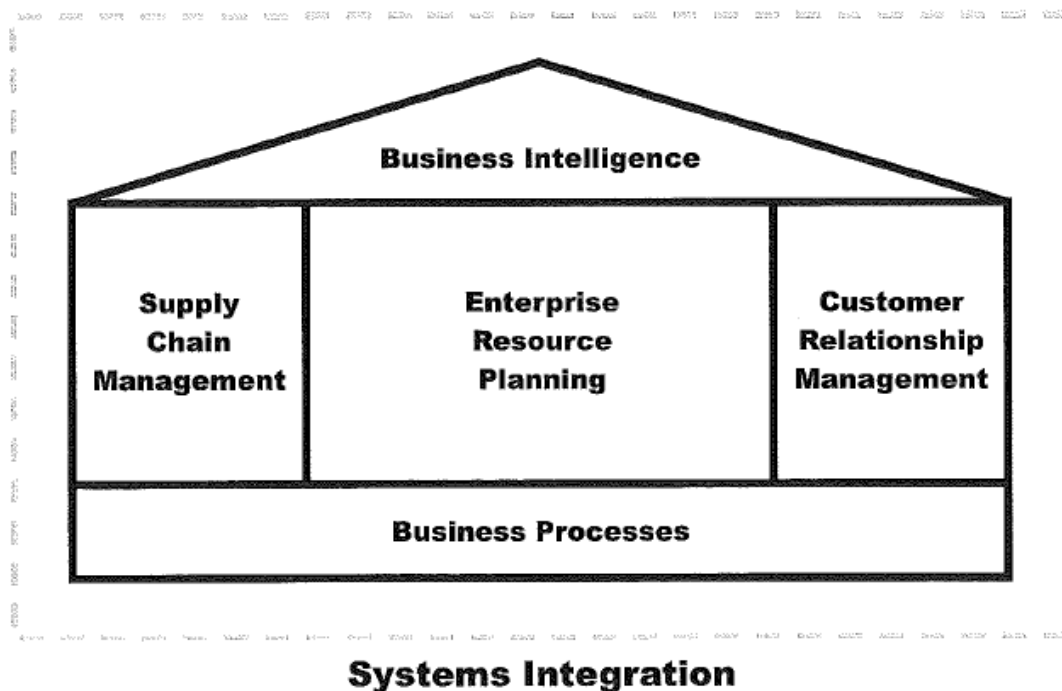 Business Intelligence
Supply
Chain
Management
Enterprise
Resource
Planning
Customer
Relationship
Management
Business Processes
Systems Integration